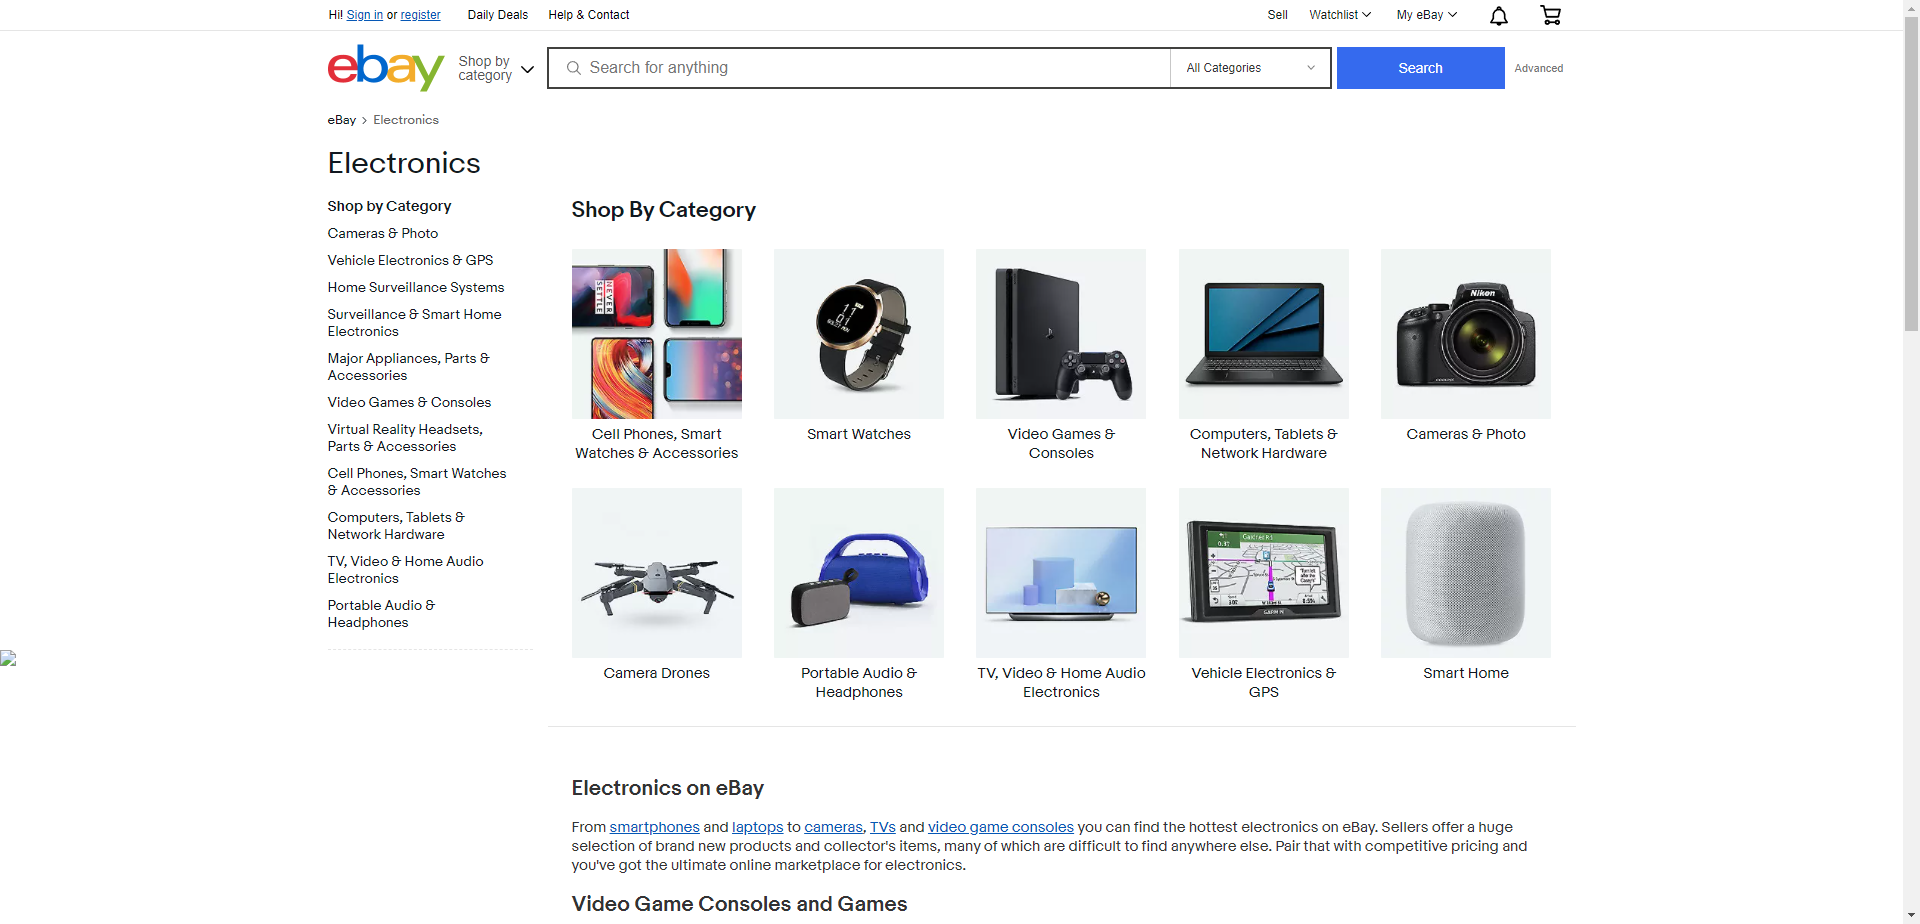 Hi! Sign in or register
Daily Deals
Help & Contact
Sell
Watchlist
My eBay
ebay
Shop by
category
Search for anything
All Categories
Search
Advanced
eBay
Electronics
Electronics
Shop by Category
Cameras & Photo
Vehicle Electronics & GPS
Home Surveillance Systems
Surveillance & Smart Home
Electronics
Major Appliances, Parts &
Accessories
Video Games & Consoles
Virtual Reality Headsets,
Parts & Accessories
Cell Phones, Smart Watches
& Accessories
Computers, Tablets &
Network Hardware
TV, Video & Home Audio
Electronics
Portable Audio &
Headphones
Shop By Category
NEVER
SETTLE
Nikon
Cell Phones, Smart
Watches & Accessories
Smart Watches
Video Games &
Consoles
Computers, Tablets &
Network Hardware
Cameras & Photo
GARMIN
Camera Drones
Portable Audio &
Headphones
TV, Video & Home Audio
Electronics
Vehicle Electronics &
GPS
Smart Home
Electronics on eBay
From smartphones and laptops to cameras, TVs and video game consoles you can find the hottest electronics on eBay. Sellers offer a huge
selection of brand new products and collector's items, many of which are difficult to find anywhere else. Pair that with competitive pricing and
you've got the ultimate online marketplace for electronics.
Video Game Consoles and Games